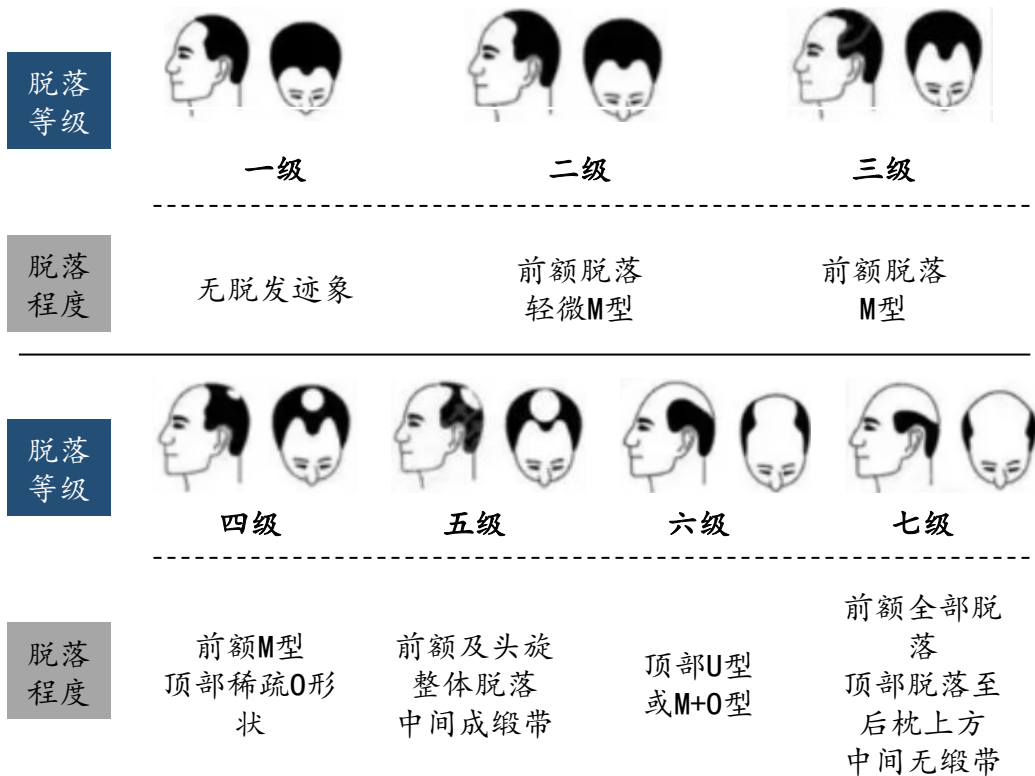 脱落
等级
一级
二级
三级
脱落
程度
无脱发迹象
前额脱落
轻微M型
前额脱落
M型
脱落
等级
四级
五级
六级
七级
脱落
程度
前额M型
顶部稀疏O形
状
前额及头旋
整体脱落
中间成缎带
顶部U型
或M+O型
前额全部脱
落
顶部脱落至
后枕上方
中间无缎带